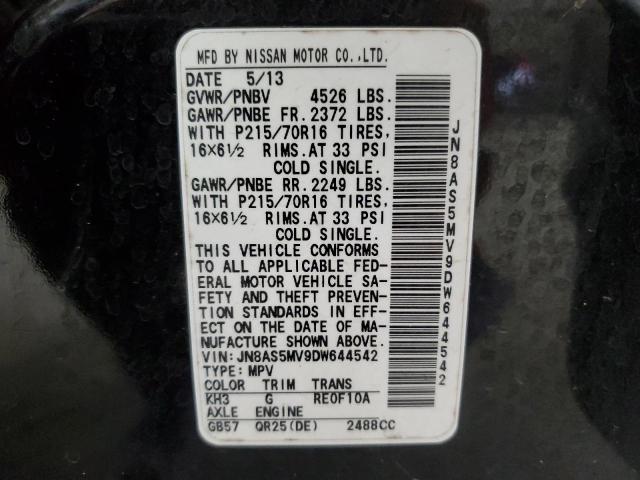 MFD BY NISSAN MOTOR CO.,LTD.
DATE 5/13
GVWR/PNBV 4526 LBS.
GAWR/PNBE FR. 2372 LBS.
WITH P215/70R16 TIRES,
16×6½ RIMS. AT 33 PSI
COLD SINGLE.
GAWR/PNBE RR. 2249 LBS.
WITH P215/70R16 TIRES,
16×6½ RIMS. AT 33 PSI
COLD SINGLE.
THIS VEHICLE CONFORMS
TO ALL APPLICABLE FED-
ERAL MOTOR VEHICLE SA-
FETY AND THEFT PREVEN-
TION STANDARDS IN EFF-
ECT ON THE DATE OF MA-
NUFACTURE SHOWN ABOVE.
VIN: JN8AS5MV9DW644542
TYPE: MPV
COLOR TRIM TRANS
KH3 G RE0F10A
AXLE ENGINE
GB57 QR25(DE) 2488CC
JN8AS5MV9DW644542